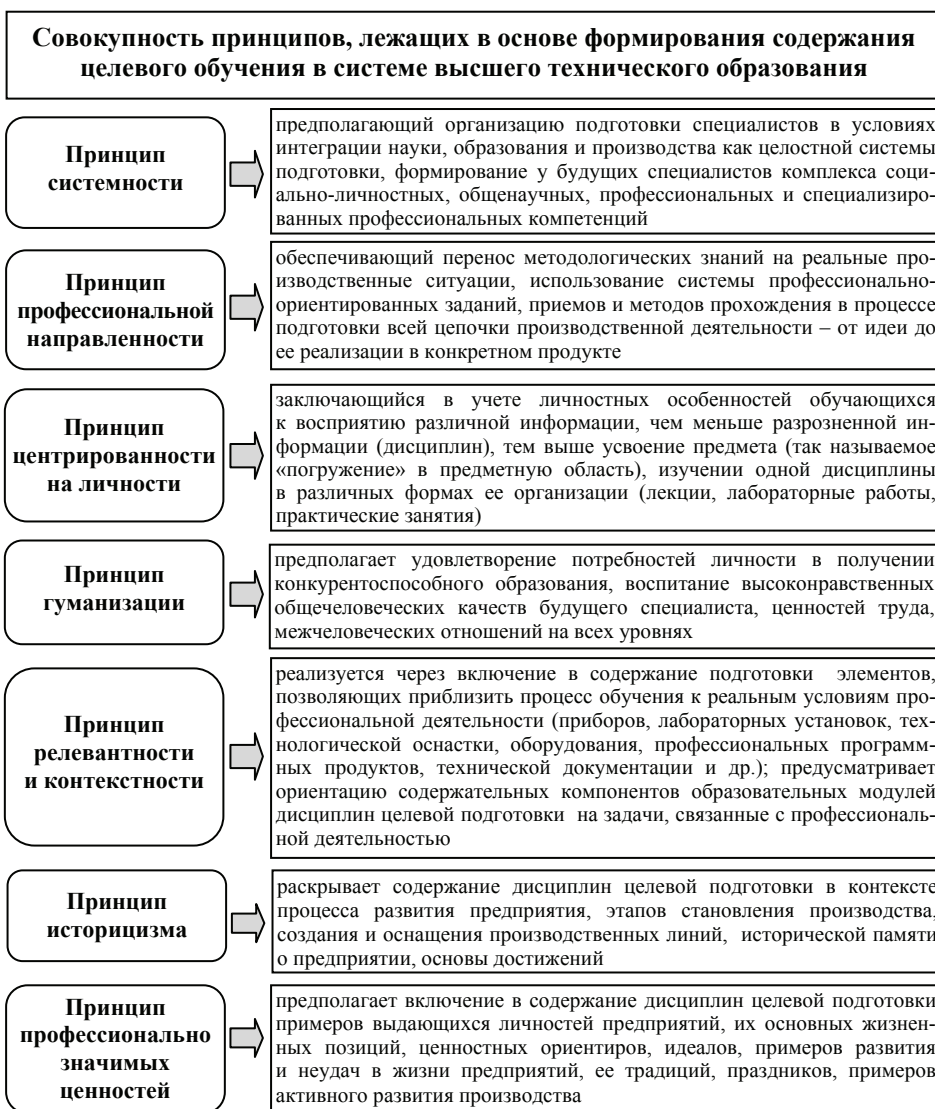 Совокупность принципов, лежащих в основе формирования содержания
целевого обучения в системе высшего технического образования
Принцип
системности
предполагающий организацию подготовки специалистов в условиях
интеграции науки, образования и производства как целостной системы
подготовки, формирование у будущих специалистов комплекса соци-
ально-личностных, общенаучных, профессиональных и специализиро-
ванных профессиональных компетенций
Принцип
профессиональной
направленности
обеспечивающий перенос методологических знаний на реальные про-
изводственные ситуации, использование системы профессионально-
ориентированных заданий, приемов и методов прохождения в процессе
подготовки всей цепочки производственной деятельности – от идеи до
ее реализации в конкретном продукте
Принцип
центрированности
на личности
заключающийся в учете личностных особенностей обучающихся
к восприятию различной информации, чем меньше разрозненной ин-
формации (дисциплин), тем выше усвоение предмета (так называемое
«погружение» в предметную область), изучении одной дисциплины
в различных формах ее организации (лекции, лабораторные работы,
практические занятия)
Принцип
гуманизации
предполагает удовлетворение потребностей личности в получении
конкурентоспособного образования, воспитание высоконравственных
общечеловеческих качеств будущего специалиста, ценностей труда,
межчеловеческих отношений на всех уровнях
Принцип
релевантности
и контекстности
реализуется через включение в содержание подготовки элементов,
позволяющих приблизить процесс обучения к реальным условиям про-
фессиональной деятельности (приборов, лабораторных установок, тех-
нологической оснастки, оборудования, профессиональных программ-
ных продуктов, технической документации и др.); предусматривает
ориентацию содержательных компонентов образовательных модулей
дисциплин целевой подготовки на задачи, связанные с профессиональ-
ной деятельностью
Принцип
историцизма
раскрывает содержание дисциплин целевой подготовки в контексте
процесса развития предприятия, этапов становления производства,
создания и оснащения производственных линий, исторической памяти
о предприятии, основы достижений
Принцип
профессионально
значимых
ценностей
предполагает включение в содержание дисциплин целевой подготовки
примеров выдающихся личностей предприятий, их основных жизнен-
ных позиций, ценностных ориентиров, идеалов, примеров развития
и неудач в жизни предприятий, ее традиций, праздников, примеров
активного развития производства